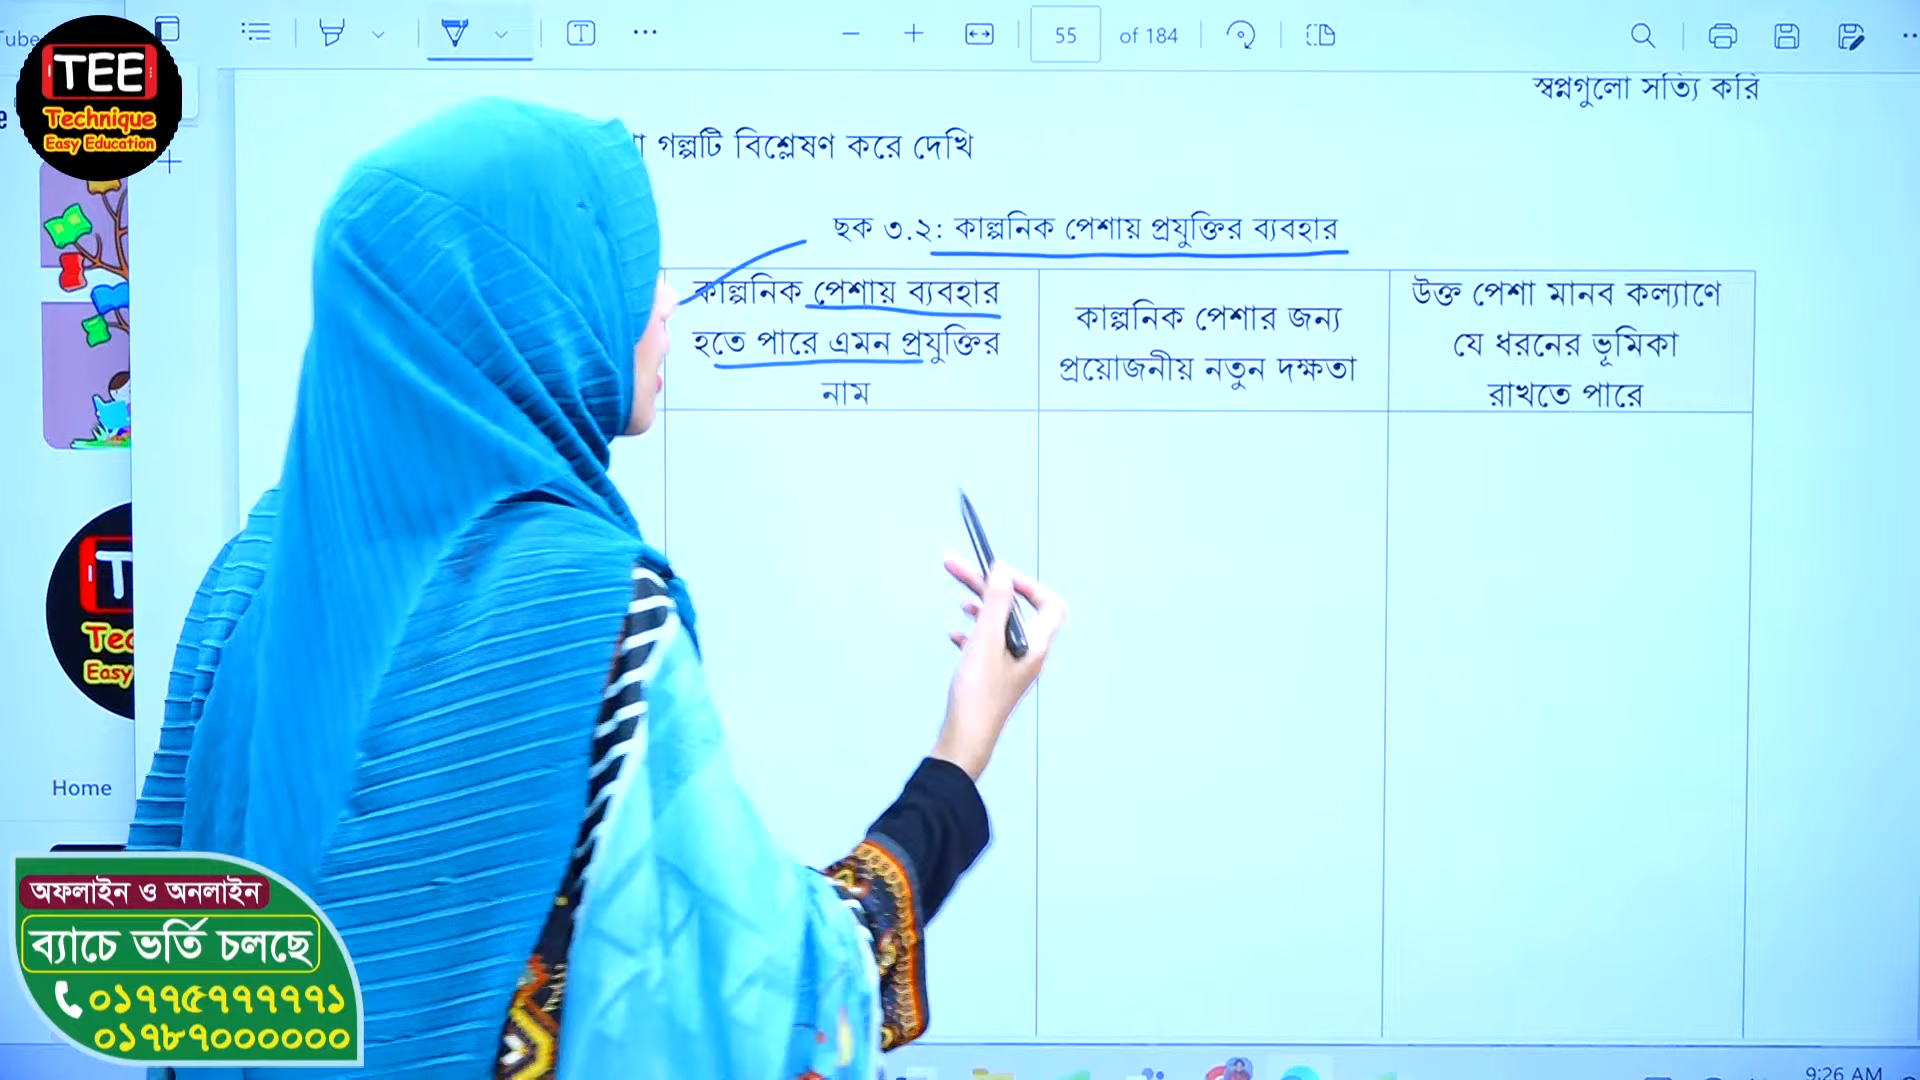 55 of 184
TEE
Technique
Easy Education
স্বপ্নগুলো সত্যি করি
গল্পটি বিশ্লেষণ করে দেখি
ছক ৩.২: কাল্পনিক পেশায় প্রযুক্তির ব্যবহার
কাল্পনিক পেশায় ব্যবহার
হতে পারে এমন প্রযুক্তির
নাম
কাল্পনিক পেশার জন্য
প্রয়োজনীয় নতুন দক্ষতা
উক্ত পেশা মানব কল্যাণে
যে ধরনের ভূমিকা
রাখতে পারে
Easy
Home
অফলাইন ও অনলাইন
ব্যাচে ভর্তি চলছে
০১৭৭৫৭৭৭৭৭১
০১৭৮৭০০০০০০
9:26 AM